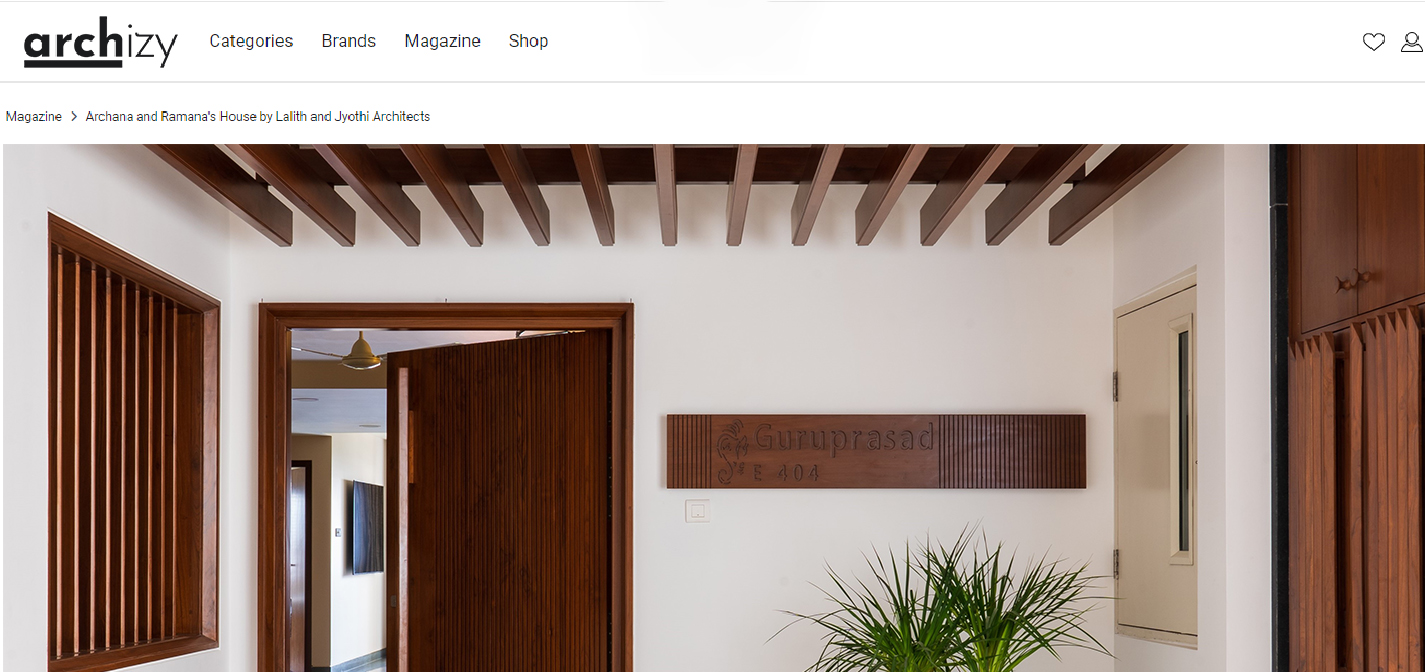 archizy
Categories
Brands
Magazine
Shop
Magazine > Archana and Ramana's House by Lalith and Jyothi Architects
Guruprasad
E 404